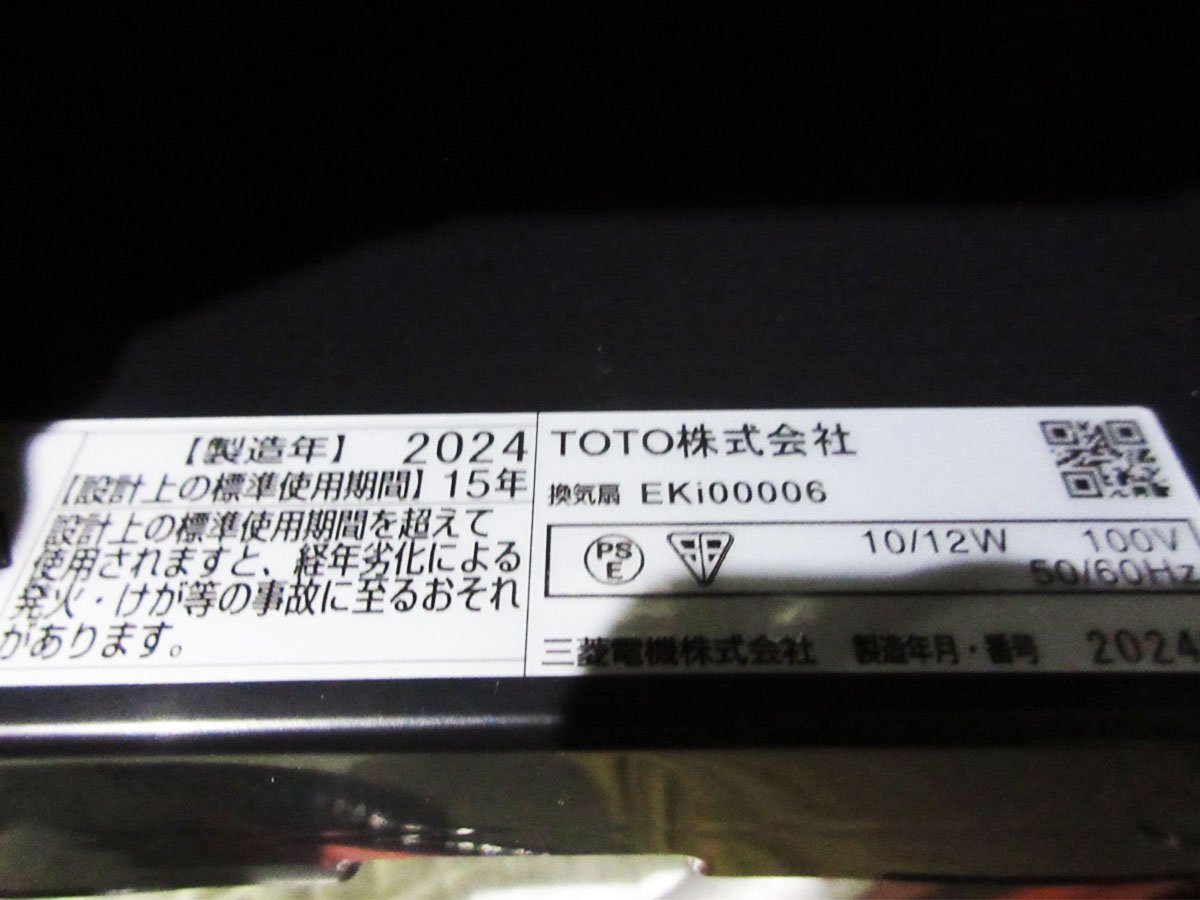 【製造年】 2024
【設計上の標準使用期間】15年
設計上の標準使用期間を超えて
使用されますと、経年劣化による
発火・けが等の事故に至るおそれ
があります。
TOTO株式会社
換気扇 EKi00006
PS E 10/12W 100V
50/60Hz
三菱電機株式会社 製造年月・番号 2024